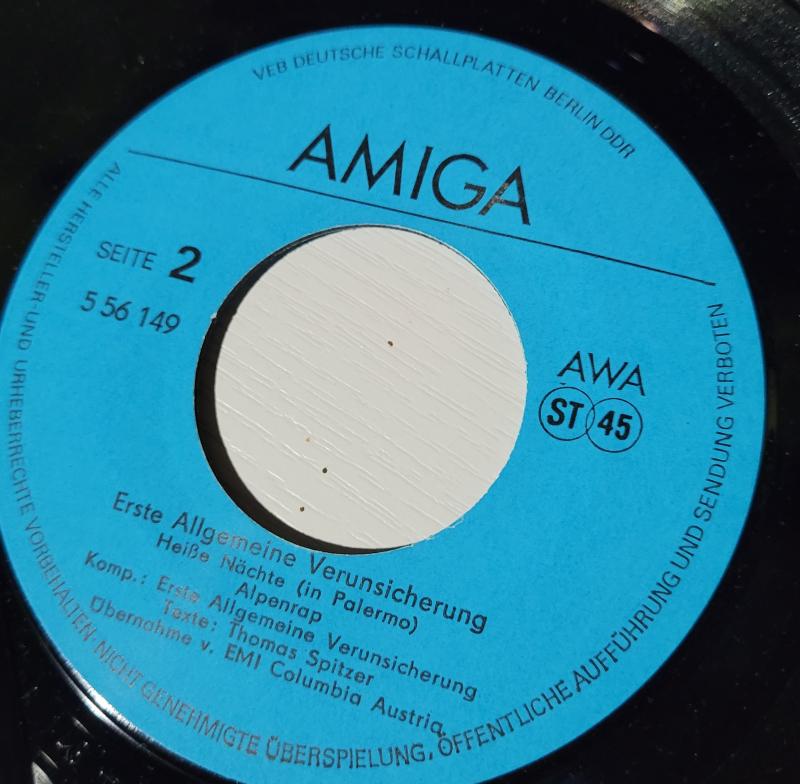 VEB DEUTSCHE SCHALLPLATTEN BERLIN DDR
AMIGA
SEITE 2
5 56 149
AWA
ST 45
Erste Allgemeine Verunsicherung
Heiße Nächte (in Palermo)
Alpenrap
Komp.: Erste Allgemeine Verunsicherung
Texte: Thomas Spitzer
Übernahme v. EMI Columbia Austria
ALLE HERSTELLER-UND URHEBERRECHTE VORBEHALTEN· NICHT GENEHMIGTE ÜBERSPIELUNG, ÖFFENTLICHE AUFFÜHRUNG UND SENDUNG VERBOTEN